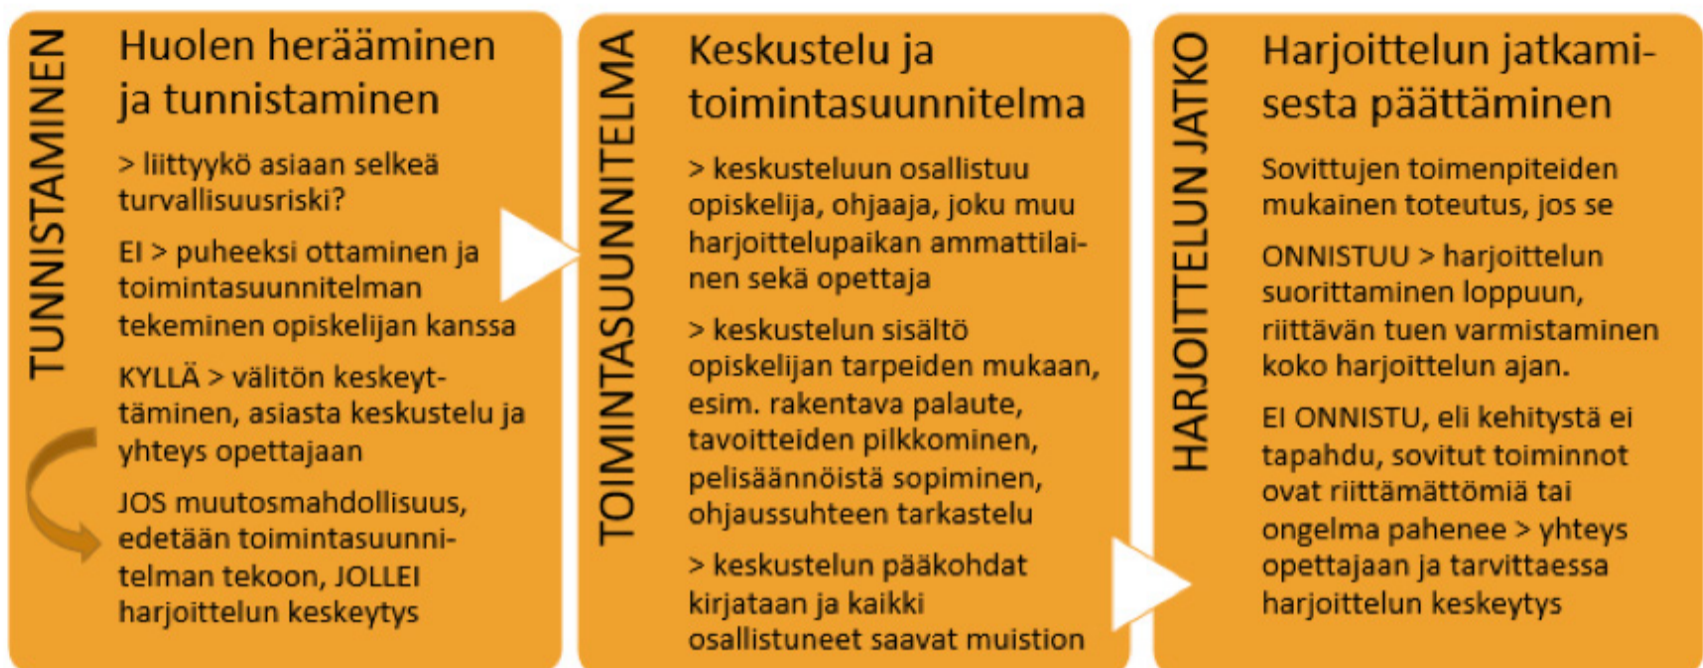 TUNNISTAMINEN
Huolen herääminen
ja tunnistaminen
> liittyykö asiaan selkeä
turvallisuusriski?
EI > puheeksi ottaminen ja
toimintasuunnitelman
tekeminen opiskelijan kanssa
KYLLÄ > välitön keskeyt-
täminen, asiasta keskustelu ja
yhteys opettajaan
JOS muutosmahdollisuus,
edetään toimintasuunni-
telman tekoon, JOLLEI
harjoittelun keskeytys
TOIMINTASUUNNITELMA
Keskustelu ja
toimintasuunnitelma
> keskusteluun osallistuu
opiskelija, ohjaaja, joku muu
harjoittelupaikan ammattilai-
nen sekä opettaja
> keskustelun sisältö
opiskelijan tarpeiden mukaan,
esim. rakentava palaute,
tavoitteiden pilkkominen,
pelisäännöistä sopiminen,
ohjaussuhteen tarkastelu
> keskustelun pääkohdat
kirjataan ja kaikki
osallistuneet saavat muistion
HARJOITTELUN JATKO
Harjoittelun jatkami-
sesta päättäminen
Sovittujen toimenpiteiden
mukainen toteutus, jos se
ONNISTUU > harjoittelun
suorittaminen loppuun,
riittävän tuen varmistaminen
koko harjoittelun ajan.
EI ONNISTU, eli kehitystä ei
tapahdu, sovitut toiminnot
ovat riittämättömiä tai
ongelma pahenee > yhteys
opettajaan ja tarvittaessa
harjoittelun keskeytys